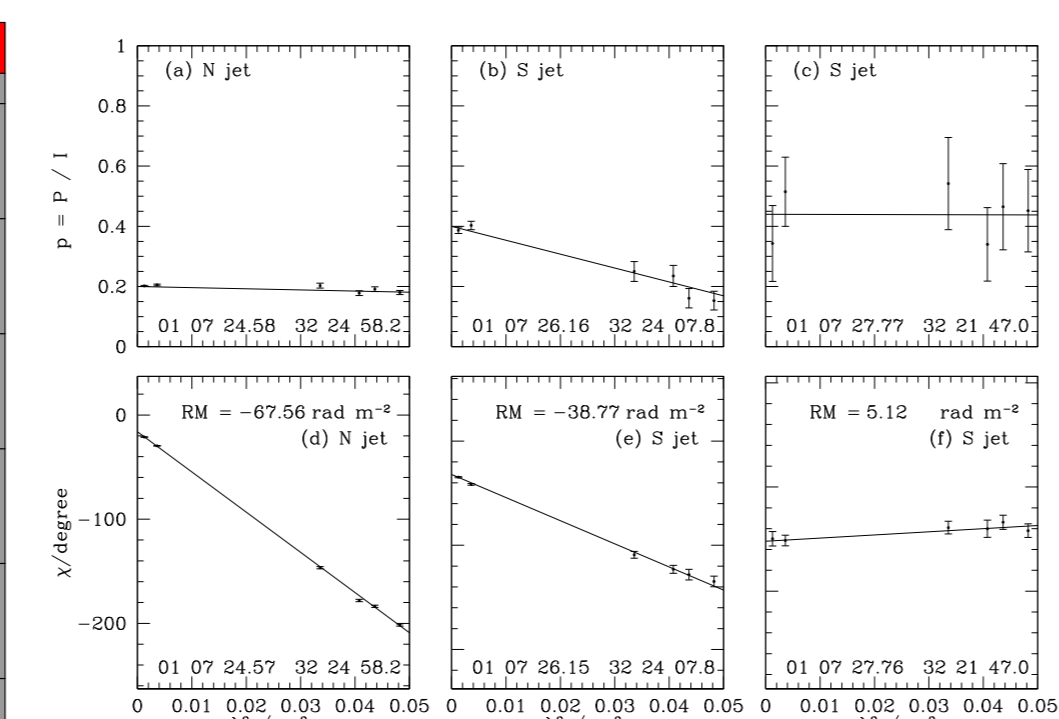 (a) N jet
(b) S jet
(c) S jet
p = P / I
1
0.8
0.6
0.4
0.2
0
01 07 24.58 32 24 58.2
01 07 26.16 32 24 07.8
01 07 27.77 32 21 47.0
RM = −67.56 rad m⁻²
(d) N jet
RM = −38.77 rad m⁻²
(e) S jet
RM = 5.12 rad m⁻²
(f) S jet
χ/degree
0
−100
−200
01 07 24.57 32 24 58.2
01 07 26.15 32 24 07.8
01 07 27.76 32 21 47.0
0 0.01 0.02 0.03 0.04 0.05
0 0.01 0.02 0.03 0.04 0.05
0 0.01 0.02 0.03 0.04 0.05